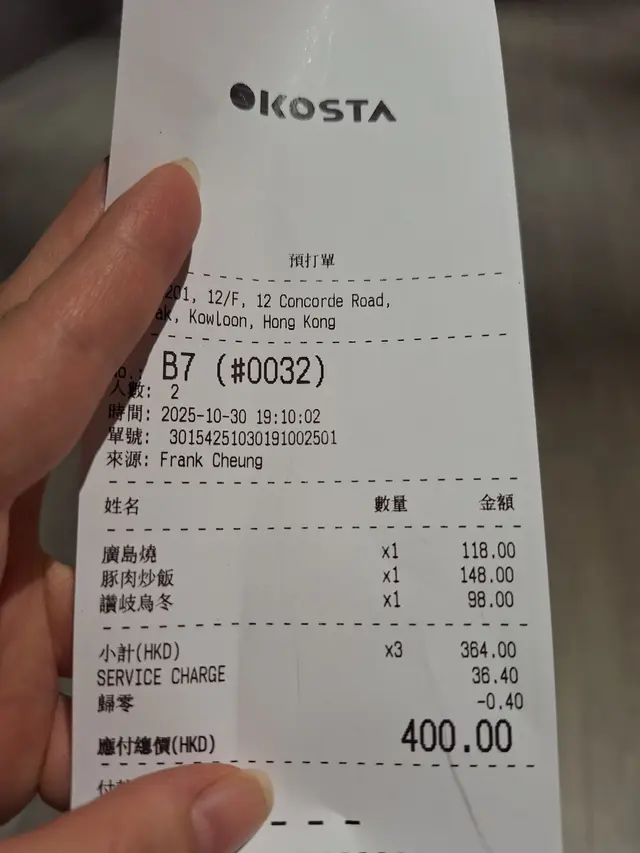 KOSTA
預打單
201, 12/F, 12 Concorde Road,
Kowloon, Hong Kong
B7 (#0032)
人數: 2
時間: 2025-10-30 19:10:02
單號: 30154251030191002501
來源: Frank Cheung
姓名 數量 金額
廣島燒 x1 118.00
豚肉炒飯 x1 148.00
讚岐烏冬 x1 98.00
小計(HKD) x3 364.00
SERVICE CHARGE 36.40
歸零 -0.40
應付總價(HKD) 400.00